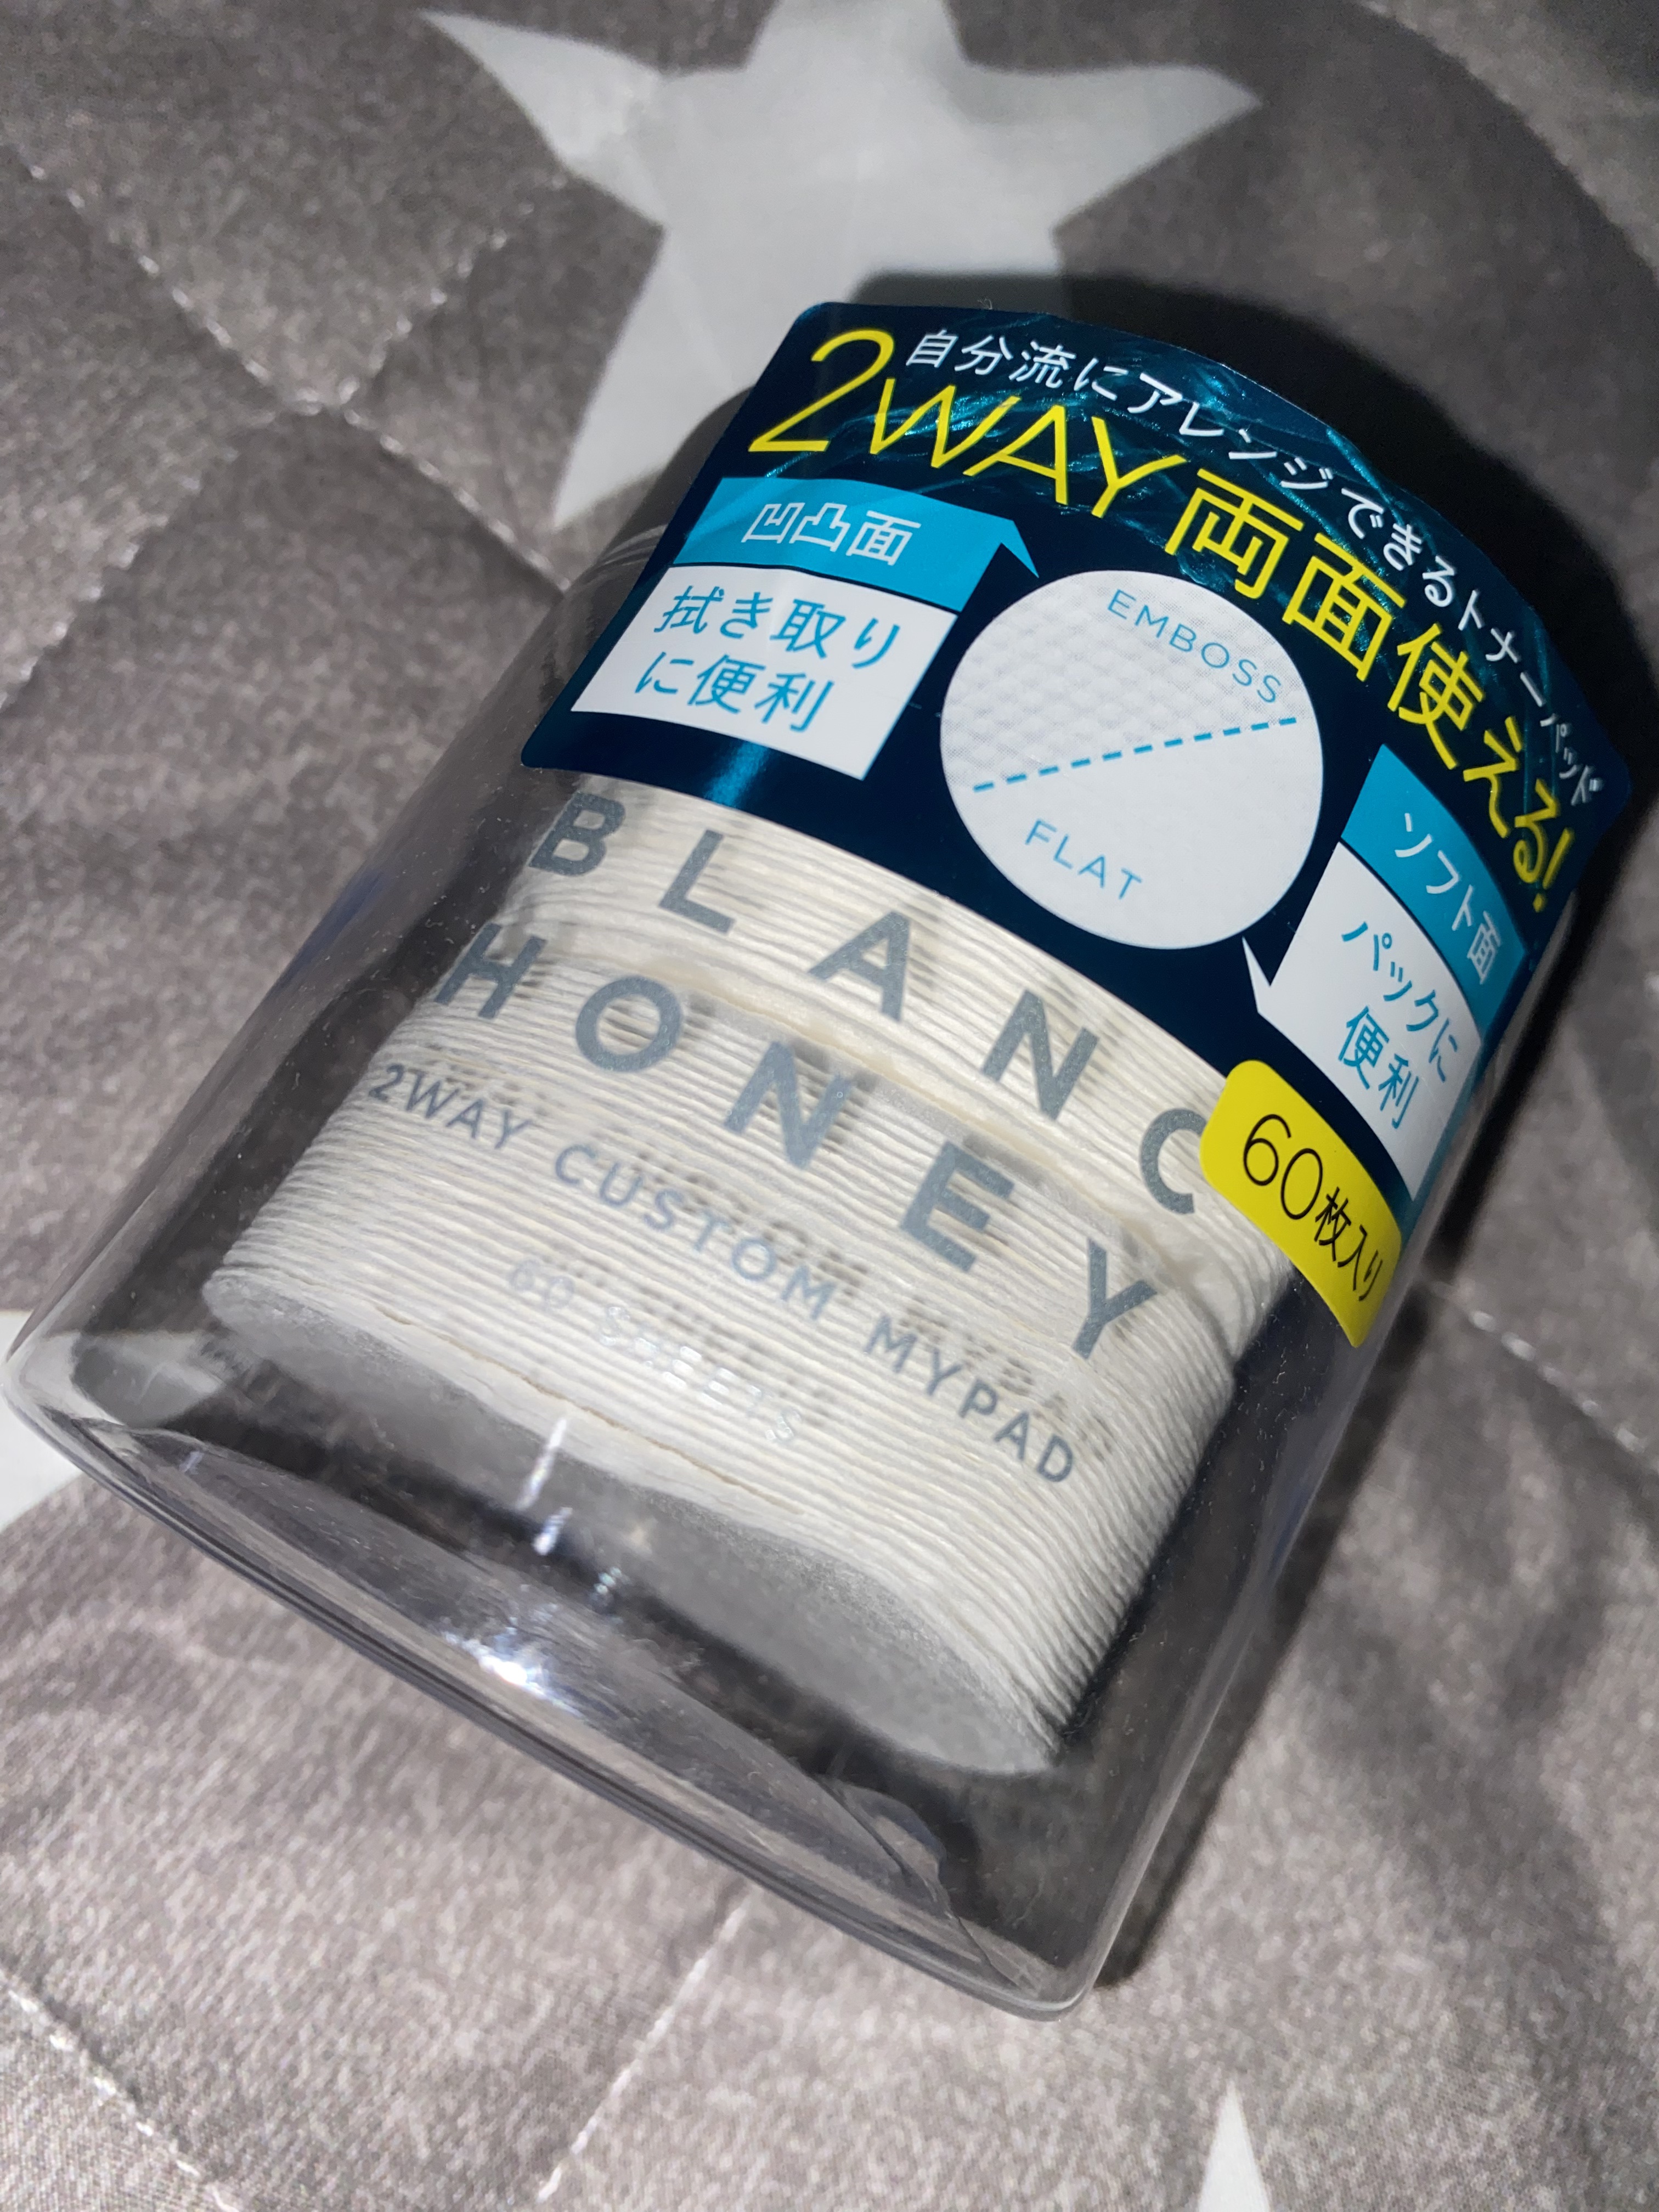 自分流にアレンジできるトナーパッド
2WAY両面使える!
凹凸面
拭き取り
に便利
EMBOSS
FLAT
ソフト面
パックに
便利
60枚入り
BLANC
HONEY
2WAY CUSTOM MYPAD
60 SHEETS